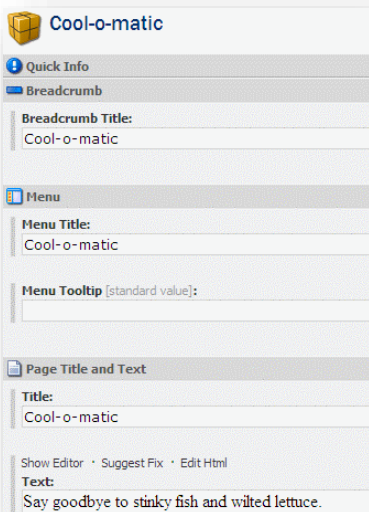 Cool-o-matic
Quick Info
Breadcrumb
Breadcrumb Title:
Cool-o-matic
Menu
Menu Title:
Cool-o-matic
Menu Tooltip [standard value]:
Page Title and Text
Title:
Cool-o-matic
Show Editor · Suggest Fix · Edit Html
Text:
Say goodbye to stinky fish and wilted lettuce.